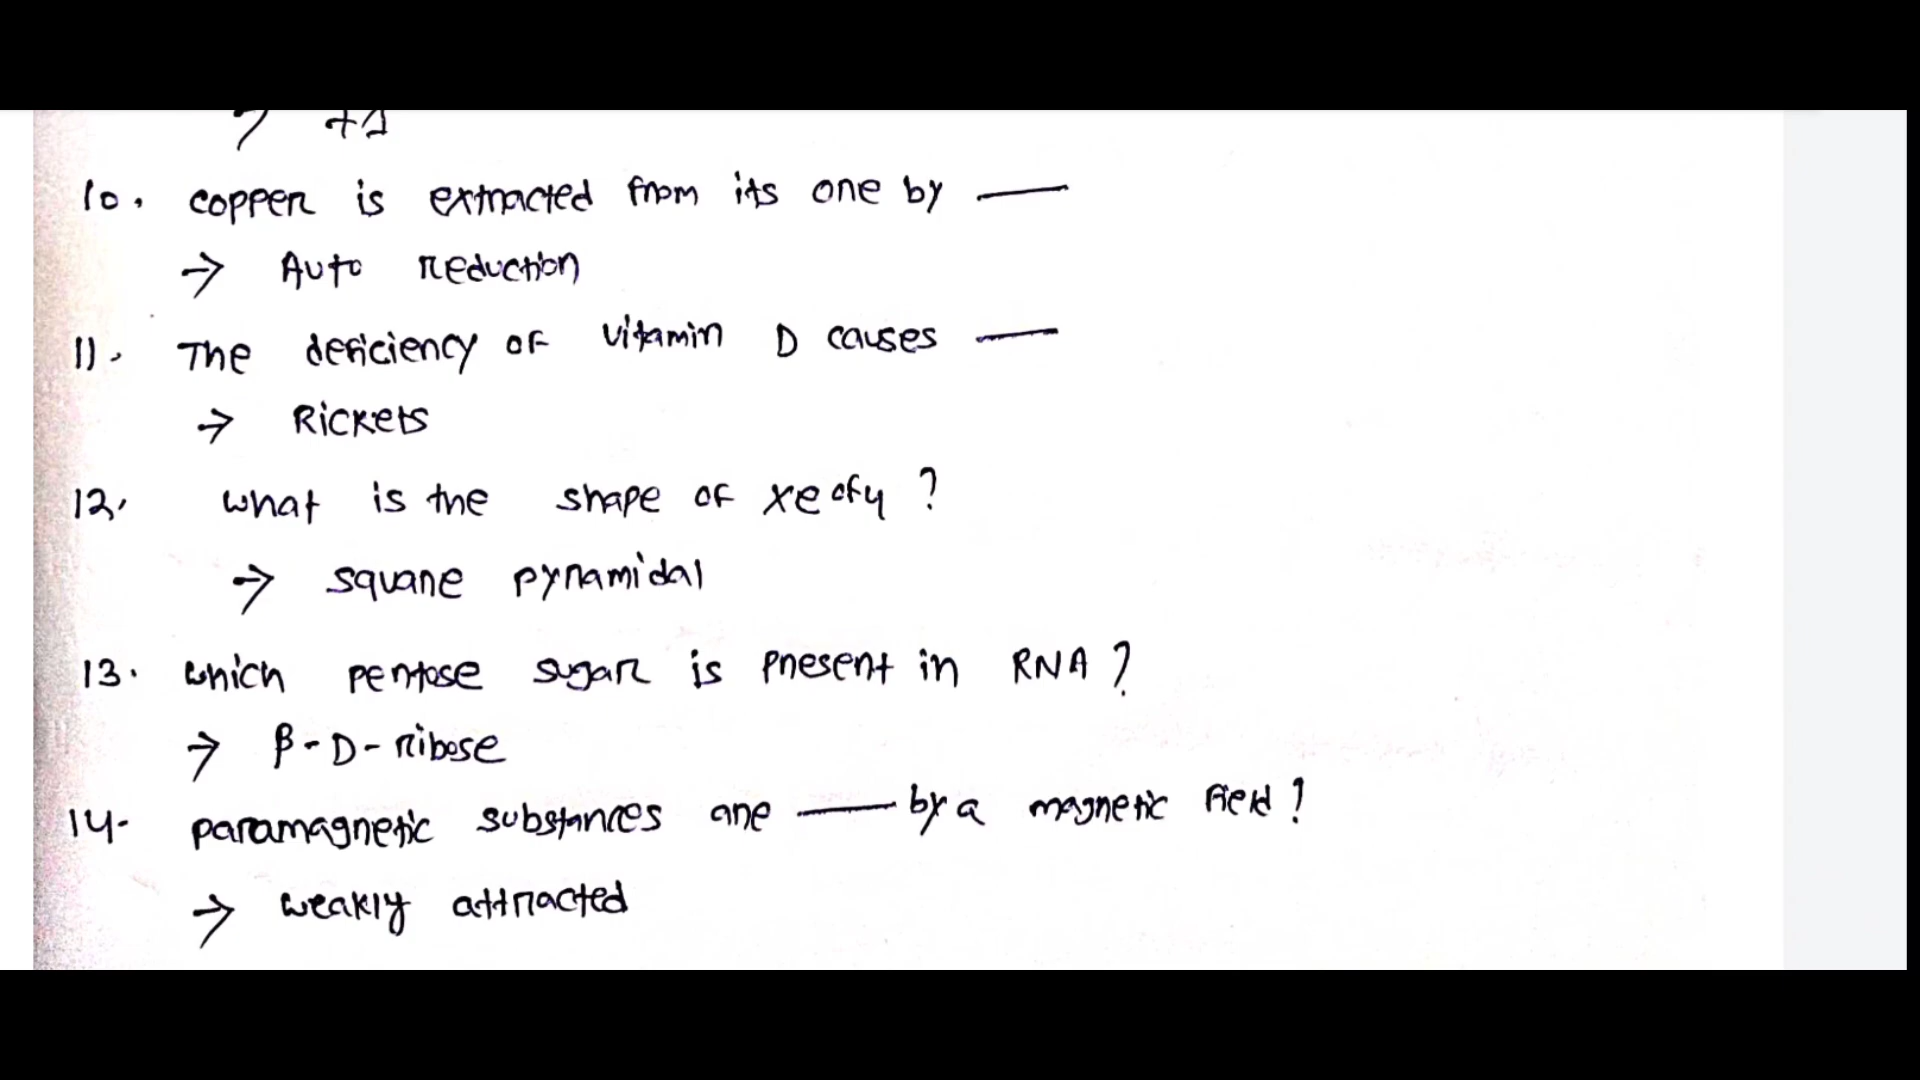 → +1
10. copper is extracted from its ore by —
→ Auto reduction
11. The deficiency of vitamin D causes —
→ Rickets
12. what is the shape of xeof4 ?
→ square pyramidal
13. which pentose sugar is present in RNA ?
→ β-D-ribose
14. paramagnetic substances are — by a magnetic field ?
→ weakly attracted